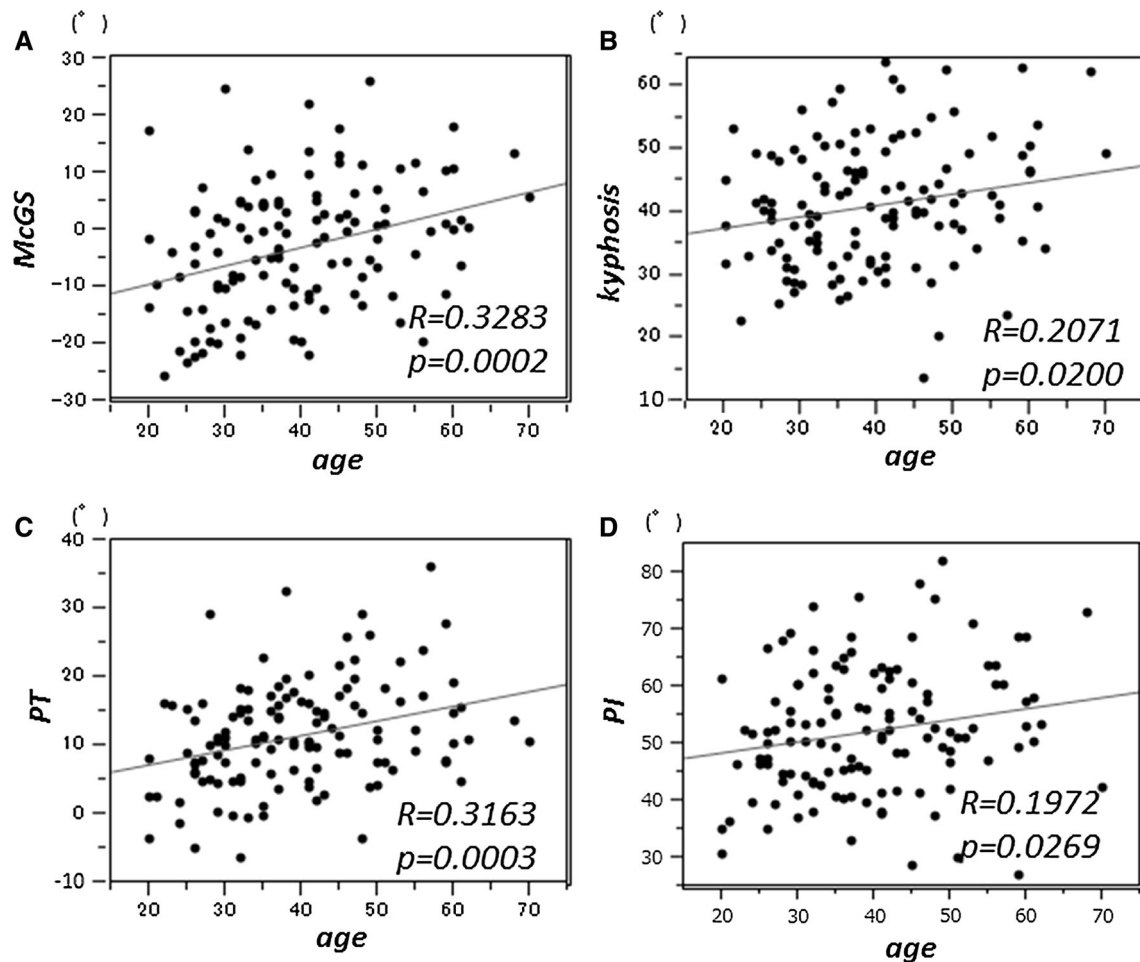 A (°)
McGS
30
20
10
0
-10
-20
-30
20 30 40 50 60 70
age
R=0.3283
p=0.0002
B (°)
kyphosis
60
50
40
30
20
10
20 30 40 50 60 70
age
R=0.2071
p=0.0200
C (°)
PT
40
30
20
10
0
-10
20 30 40 50 60 70
age
R=0.3163
p=0.0003
D (°)
PI
80
70
60
50
40
30
20 30 40 50 60 70
age
R=0.1972
p=0.0269